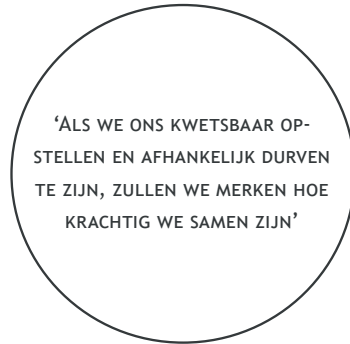 ‘Als we ons kwetsbaar op-
stellen en afhankelijk durven
te zijn, zullen we merken hoe
krachtig we samen zijn’